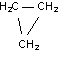 H₂C — CH₂
CH₂